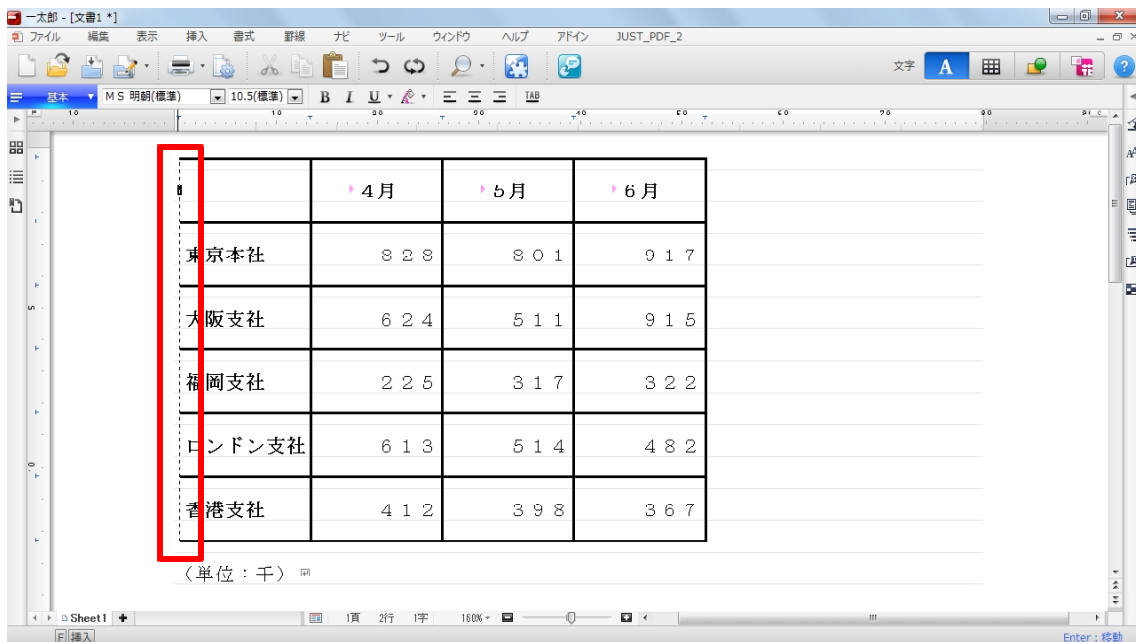 一太郎 - [文書1 *]
ファイル 編集 表示 挿入 書式 罫線 ナビ ツール ウィンドウ ヘルプ アドイン JUST_PDF_2
文字 A
基本 ＭＳ 明朝(標準) 10.5(標準) B I U TAB
４月 ５月 ６月
東京本社 ８２８ ８０１ ９１７
大阪支社 ６２４ ５１１ ９１５
福岡支社 ２２５ ３１７ ３２２
ロンドン支社 ６１３ ５１４ ４８２
香港支社 ４１２ ３９８ ３６７
（単位：千）
Sheet1 1頁 2行 1字 160%
F 挿入 Enter：移動